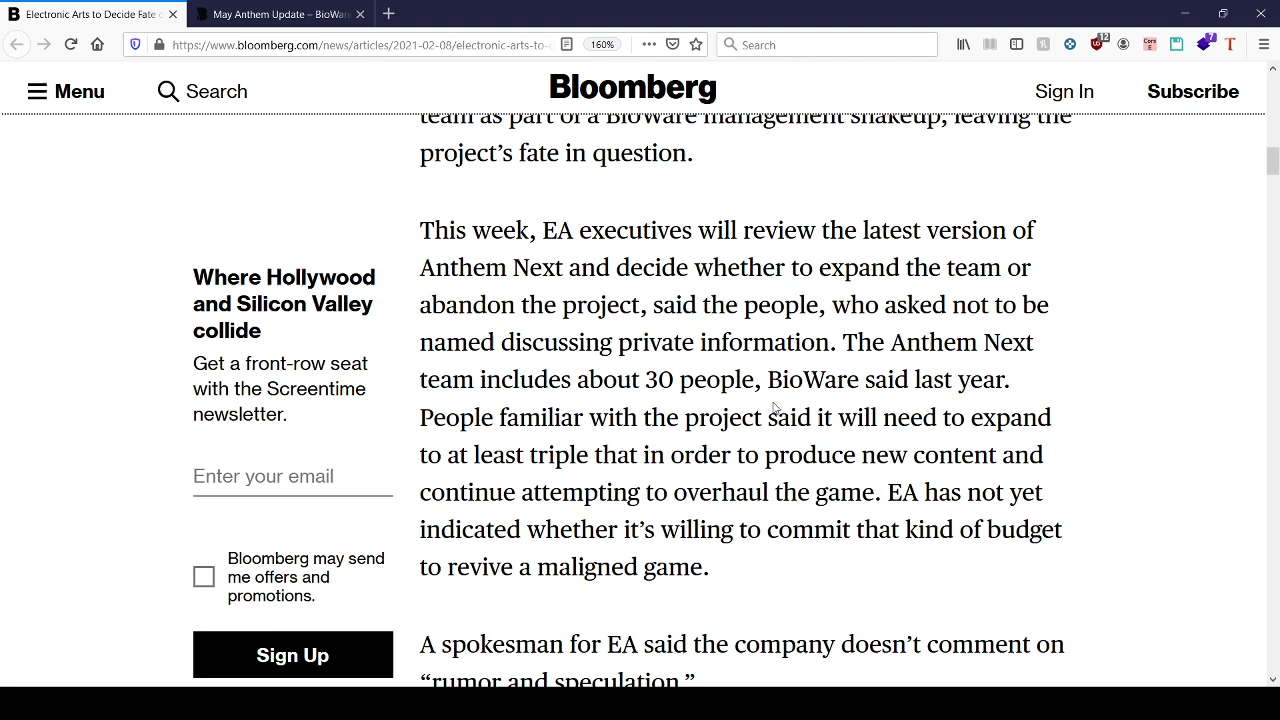 Electronic Arts to Decide Fate o
May Anthem Update – BioWar
https://www.bloomberg.com/news/articles/2021-02-08/electronic-arts-to-d
160%
Search
12
7
Menu
Search
Bloomberg
Sign In
Subscribe
team as part of a BioWare management shakeup, leaving the
project’s fate in question.
This week, EA executives will review the latest version of
Anthem Next and decide whether to expand the team or
abandon the project, said the people, who asked not to be
named discussing private information. The Anthem Next
team includes about 30 people, BioWare said last year.
People familiar with the project said it will need to expand
to at least triple that in order to produce new content and
continue attempting to overhaul the game. EA has not yet
indicated whether it’s willing to commit that kind of budget
to revive a maligned game.
A spokesman for EA said the company doesn’t comment on
“rumor and speculation.”
Where Hollywood
and Silicon Valley
collide
Get a front-row seat
with the Screentime
newsletter.
Enter your email
Bloomberg may send
me offers and
promotions.
Sign Up